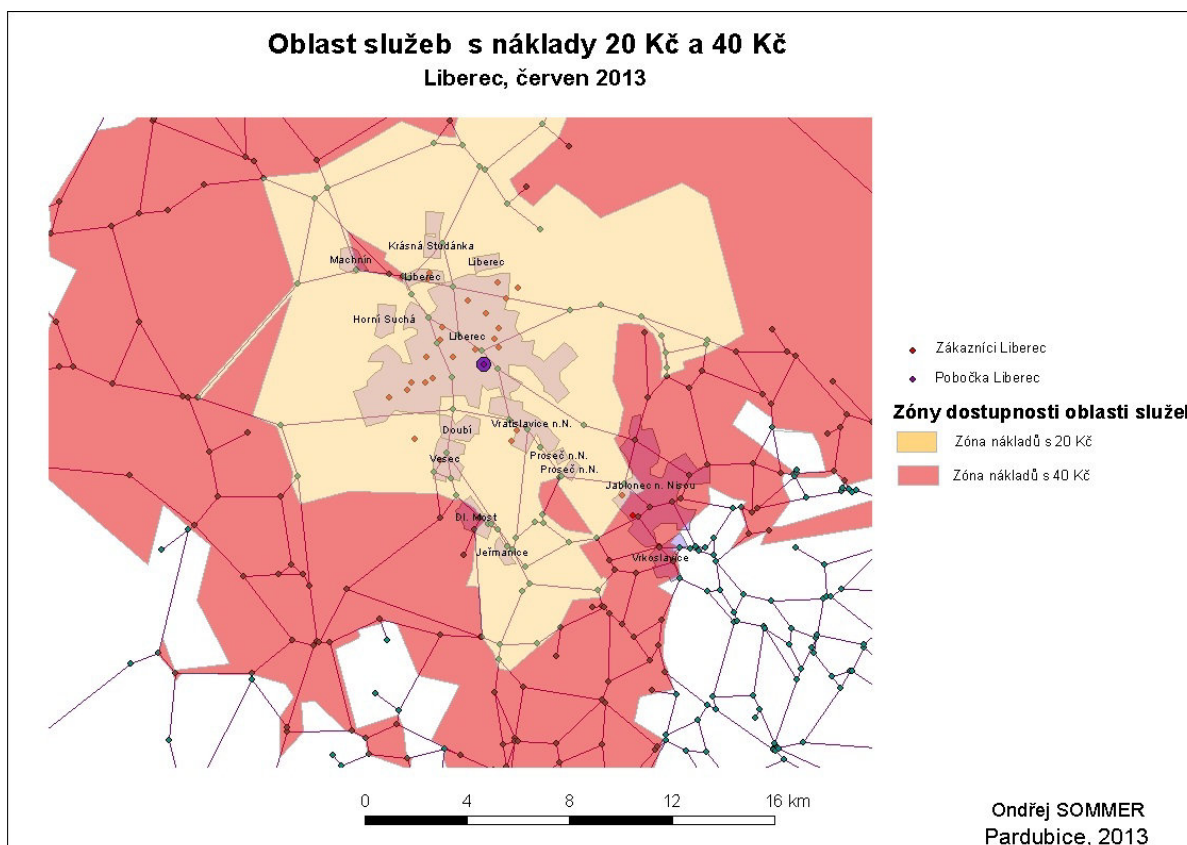 Oblast služeb s náklady 20 Kč a 40 Kč
Liberec, červen 2013
Krásná Studánka
Machnín
Liberec
Liberec
Horní Suchá
Liberec
Doubí
Vratislavice n.N.
Vesec
Proseč n.N.
Proseč n.N.
Jablonec n. Nisou
Dl. Most
Jeřmanice
Vrkoslavice
Zákazníci Liberec
Pobočka Liberec
Zóny dostupnosti oblasti služeb
Zóna nákladů s 20 Kč
Zóna nákladů s 40 Kč
0 4 8 12 16 km
Ondřej SOMMER
Pardubice, 2013